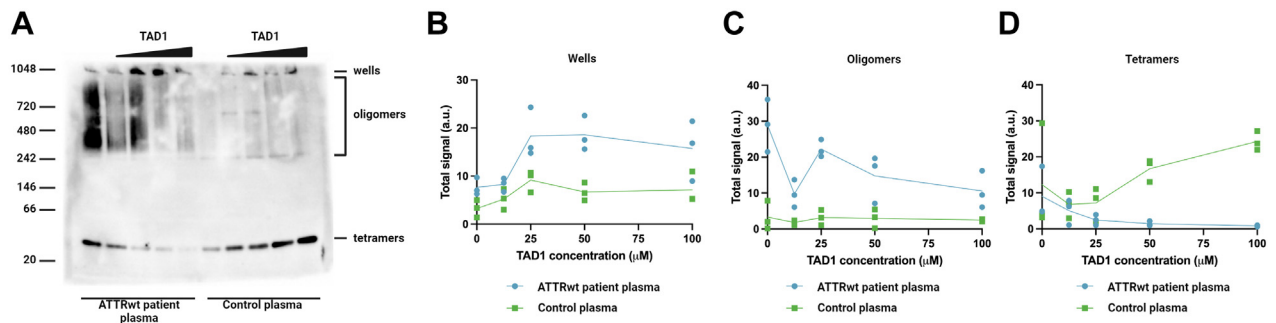 A
TAD1
TAD1
1048
720
480
242
146
66
20
wells
oligomers
tetramers
ATTRwt patient
plasma
Control plasma
B
Wells
Total signal (a.u.)
30
20
10
0
0
25
50
75
100
TAD1 concentration (μM)
ATTRwt patient plasma
Control plasma
C
Oligomers
Total signal (a.u.)
40
30
20
10
0
0
25
50
75
100
TAD1 concentration (μM)
ATTRwt patient plasma
Control plasma
D
Tetramers
Total signal (a.u.)
40
30
20
10
0
0
25
50
75
100
TAD1 concentration (μM)
ATTRwt patient plasma
Control plasma